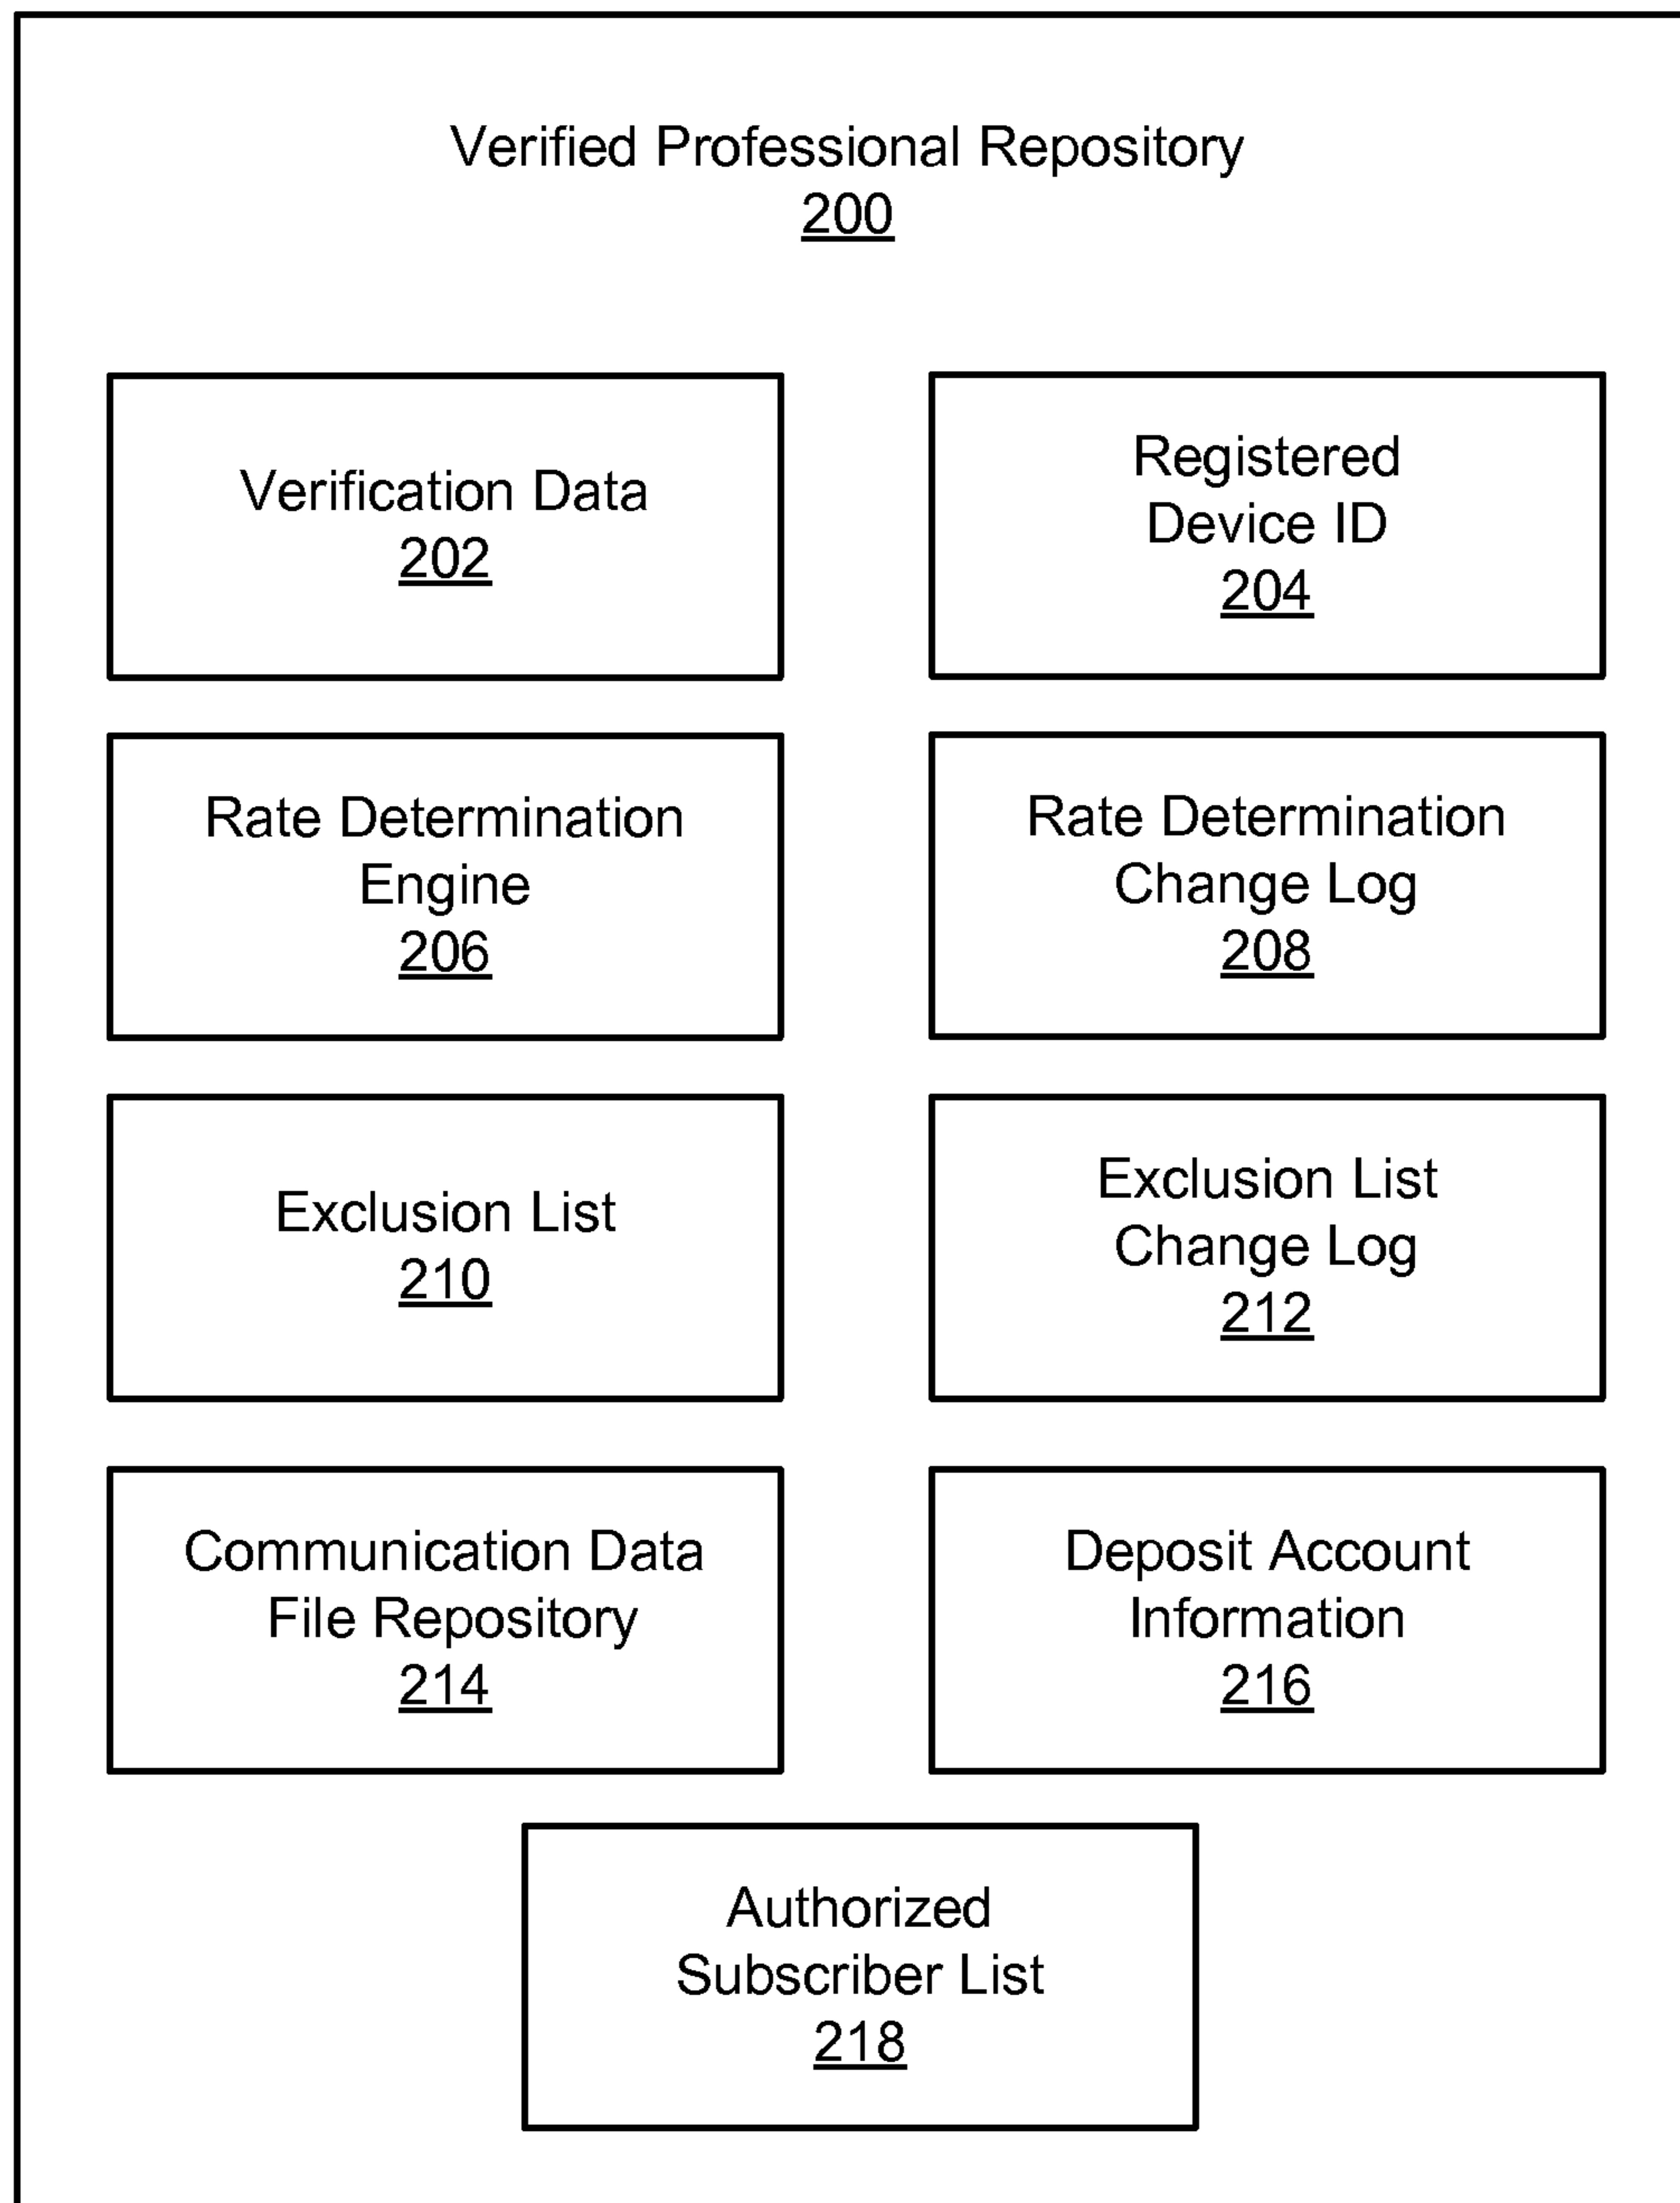 Verified Professional Repository
200
Verification Data
202
Registered
Device ID
204
Rate Determination
Engine
206
Rate Determination
Change Log
208
Exclusion List
210
Exclusion List
Change Log
212
Communication Data
File Repository
214
Deposit Account
Information
216
Authorized
Subscriber List
218